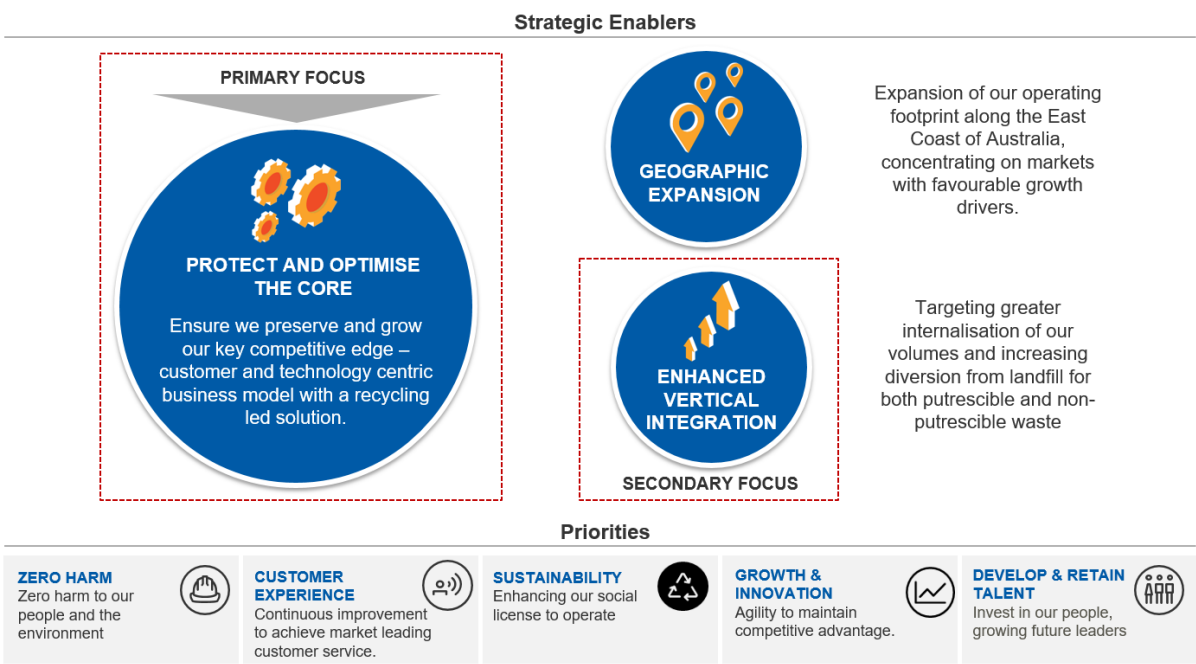 Strategic Enablers
PRIMARY FOCUS
PROTECT AND OPTIMISE
THE CORE
Ensure we preserve and grow
our key competitive edge –
customer and technology centric
business model with a recycling
led solution.
GEOGRAPHIC
EXPANSION
Expansion of our operating
footprint along the East
Coast of Australia,
concentrating on markets
with favourable growth
drivers.
ENHANCED
VERTICAL
INTEGRATION
SECONDARY FOCUS
Targeting greater
internalisation of our
volumes and increasing
diversion from landfill for
both putrescible and non-
putrescible waste
Priorities
ZERO HARM
Zero harm to our
people and the
environment
CUSTOMER
EXPERIENCE
Continuous improvement
to achieve market leading
customer service.
SUSTAINABILITY
Enhancing our social
license to operate
GROWTH &
INNOVATION
Agility to maintain
competitive advantage.
DEVELOP & RETAIN
TALENT
Invest in our people,
growing future leaders